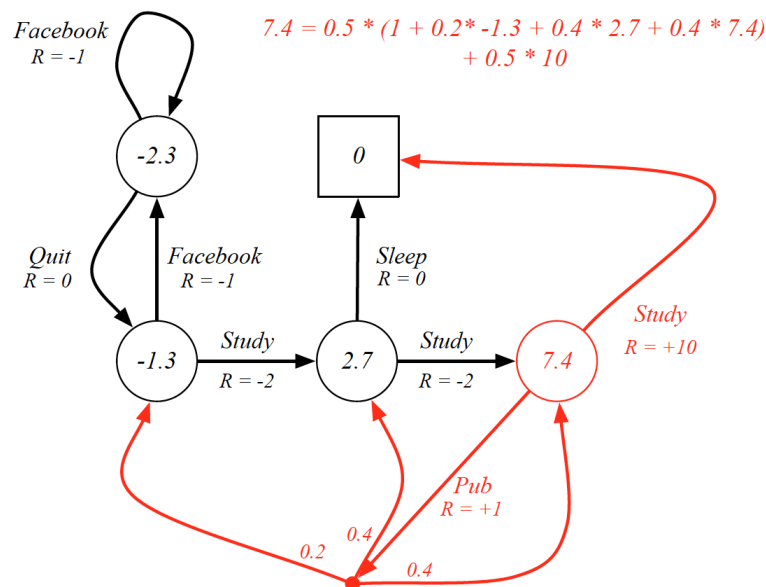 Facebook
R = -1
7.4 = 0.5 * (1 + 0.2* -1.3 + 0.4 * 2.7 + 0.4 * 7.4)
+ 0.5 * 10
-2.3
0
Quit
R = 0
Facebook
R = -1
Sleep
R = 0
Study
R = +10
-1.3
Study
R = -2
2.7
Study
R = -2
7.4
Pub
R = +1
0.2
0.4
0.4